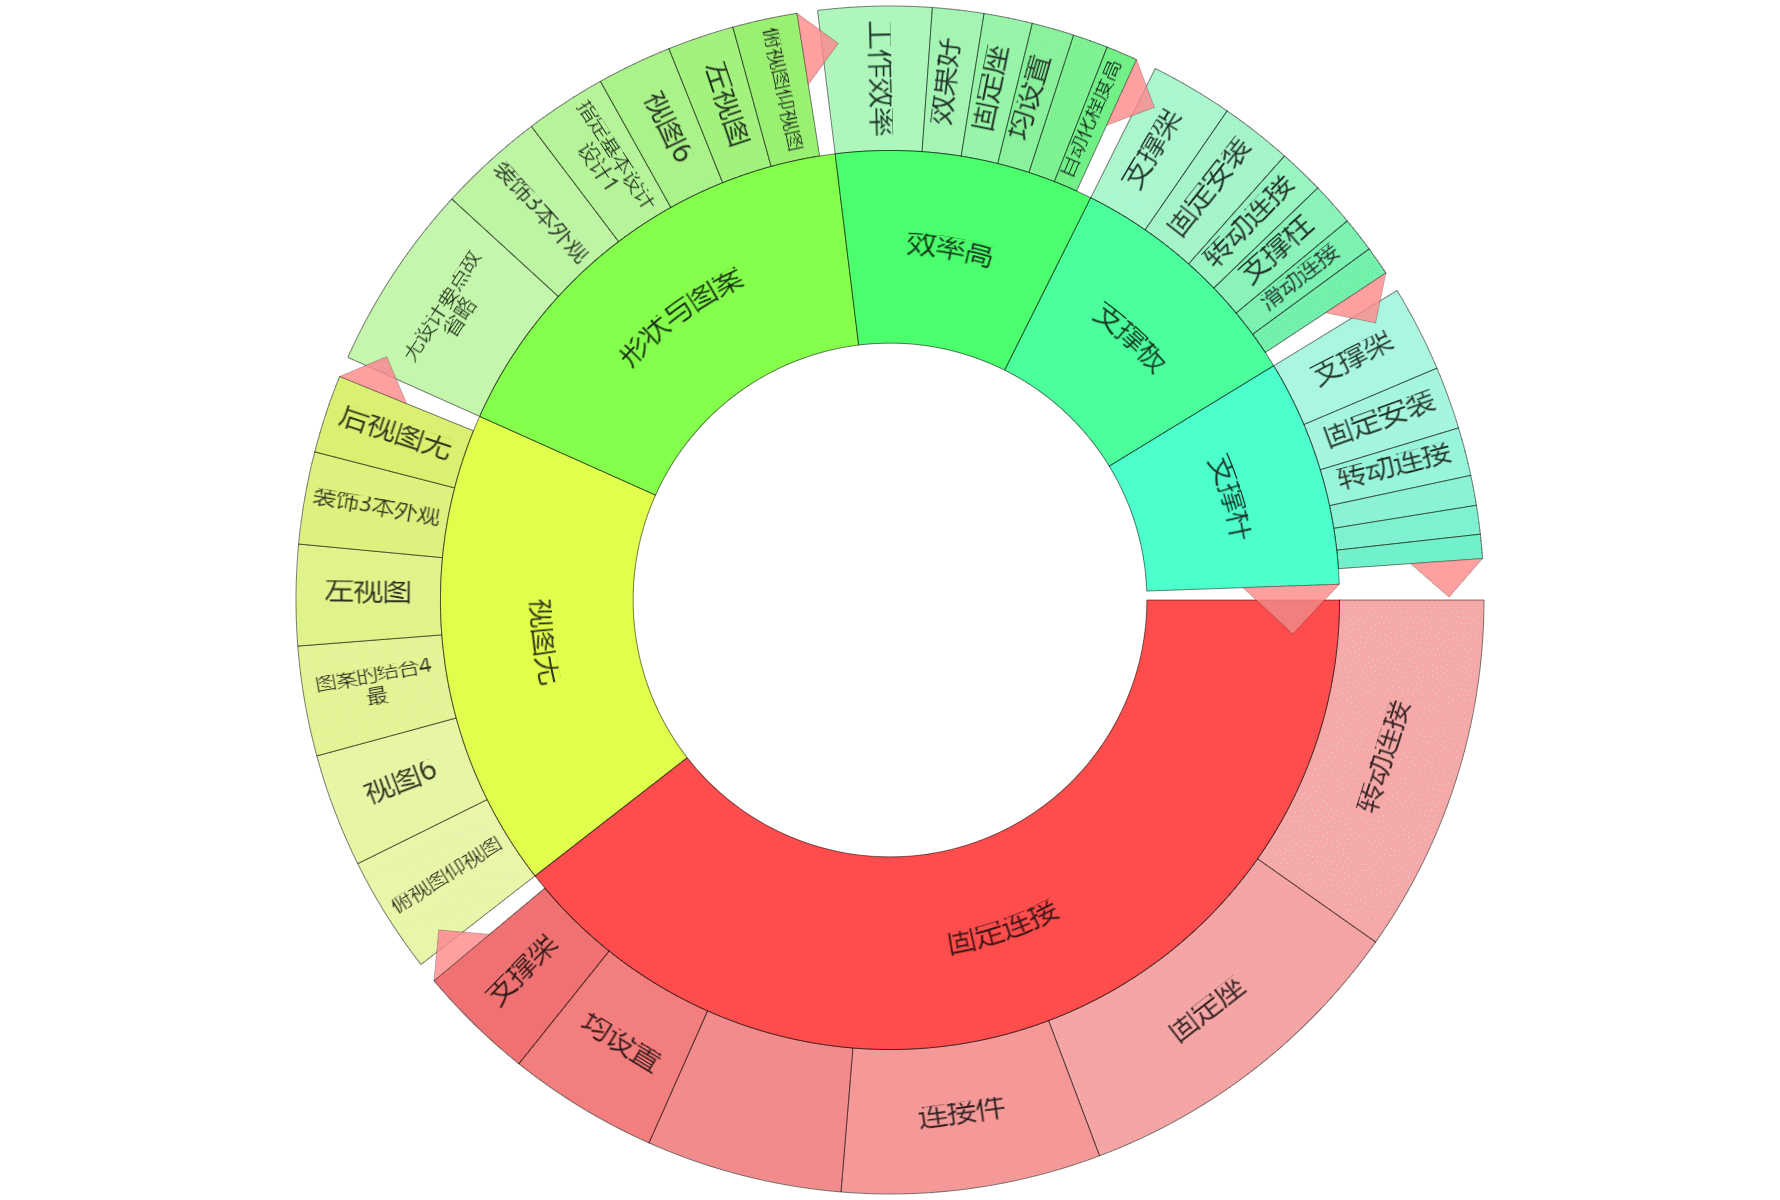 工作效率
效果好
固定座
均设置
自动化程度高
支撑架
固定安装
转动连接
支撑柱
滑动连接
支撑架
固定安装
转动连接
转动连接
固定座
连接件
均设置
支撑架
俯视图仰视图
视图6
图案的结合4
最
左视图
装饰3本外观
后视图无
无设计要点故
省略
装饰3本外观
指定基本设计
设计1
视图6
左视图
俯视图仰视图
效率高
支撑板
支撑杆
固定连接
视图无
形状与图案